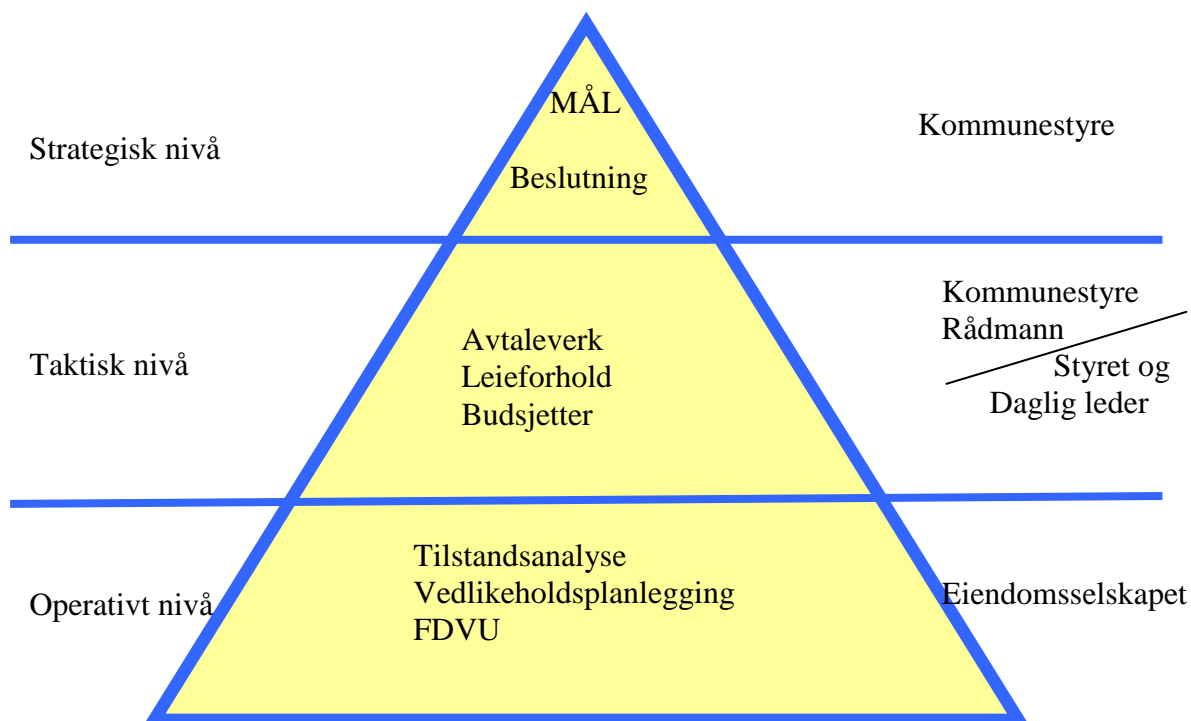 MÅL
Kommunestyre
Strategisk nivå
Beslutning
Kommunestyre
Rådmann
Avtaleverk
Taktisk nivå
Leieforhold
Styret og
Budsjetter
Daglig leder
Tilstandsanalyse
Vedlikeholdsplanlegging
Operativt nivå
Eiendomsselskapet
FDVU